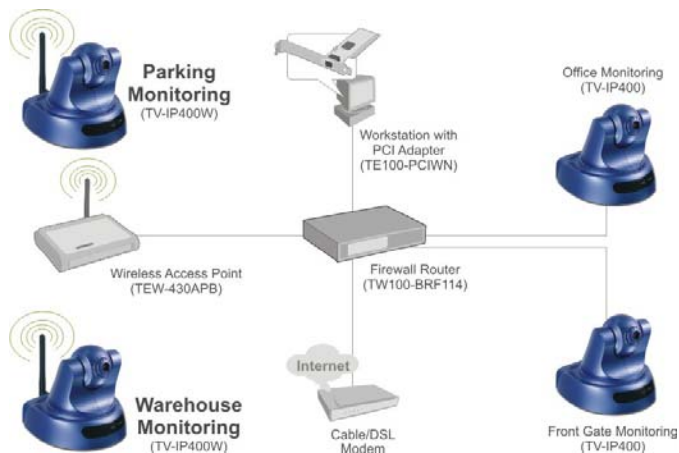 Parking
Monitoring
(TV-IP400W)
Workstation with
PCI Adapter
(TE100-PCIWN)
Office Monitoring
(TV-IP400)
Wireless Access Point
(TEW-430APB)
Firewall Router
(TW100-BRF114)
Warehouse
Monitoring
(TV-IP400W)
Internet
Cable/DSL
Modem
Front Gate Monitoring
(TV-IP400)